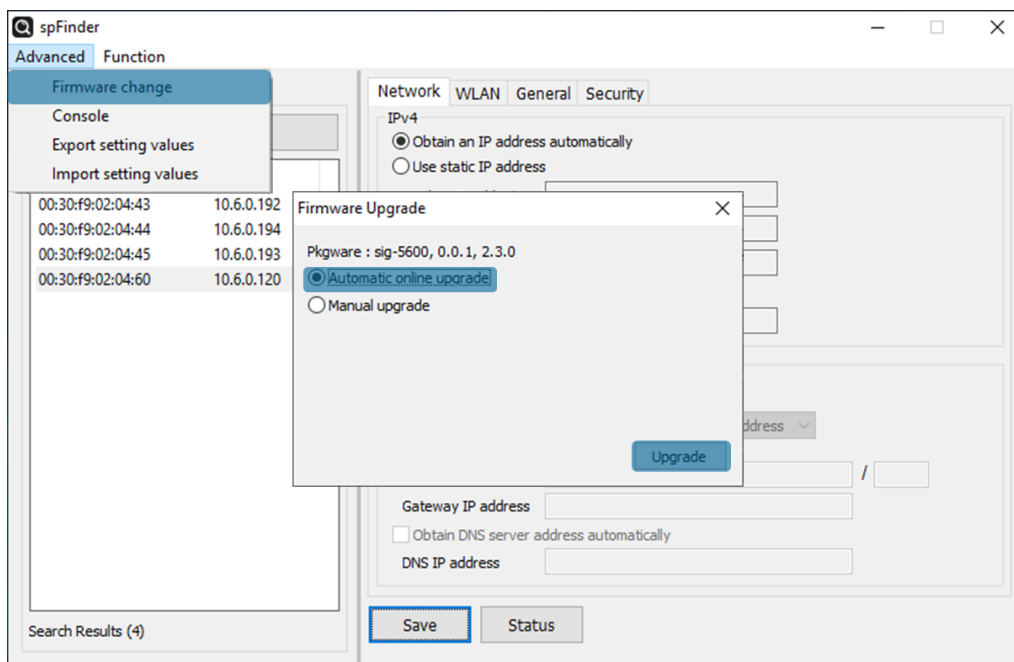 spFinder
Advanced Function
Firmware change
Console
Export setting values
Import setting values
00:30:f9:02:04:43 10.6.0.192
00:30:f9:02:04:44 10.6.0.194
00:30:f9:02:04:45 10.6.0.193
00:30:f9:02:04:60 10.6.0.120
Search Results (4)
Network WLAN General Security
IPv4
Obtain an IP address automatically
Use static IP address
Firmware Upgrade
Pkgware : sig-5600, 0.0.1, 2.3.0
Automatic online upgrade
Manual upgrade
Upgrade
ddress
/
Gateway IP address
Obtain DNS server address automatically
DNS IP address
Save Status